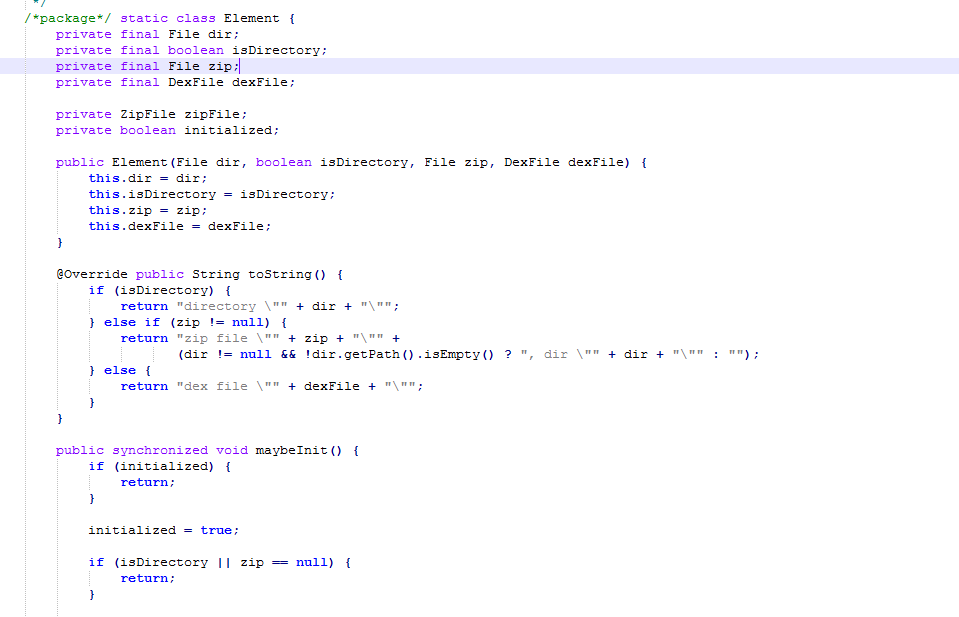 */
/*package*/ static class Element {
private final File dir;
private final boolean isDirectory;
private final File zip;
private final DexFile dexFile;
private ZipFile zipFile;
private boolean initialized;
public Element(File dir, boolean isDirectory, File zip, DexFile dexFile) {
this.dir = dir;
this.isDirectory = isDirectory;
this.zip = zip;
this.dexFile = dexFile;
}
@Override public String toString() {
if (isDirectory) {
return "directory \"" + dir + "\"";
} else if (zip != null) {
return "zip file \"" + zip + "\"" +
(dir != null && !dir.getPath().isEmpty() ? ", dir \"" + dir + "\"" : "");
} else {
return "dex file \"" + dexFile + "\"";
}
}
public synchronized void maybeInit() {
if (initialized) {
return;
}
initialized = true;
if (isDirectory || zip == null) {
return;
}